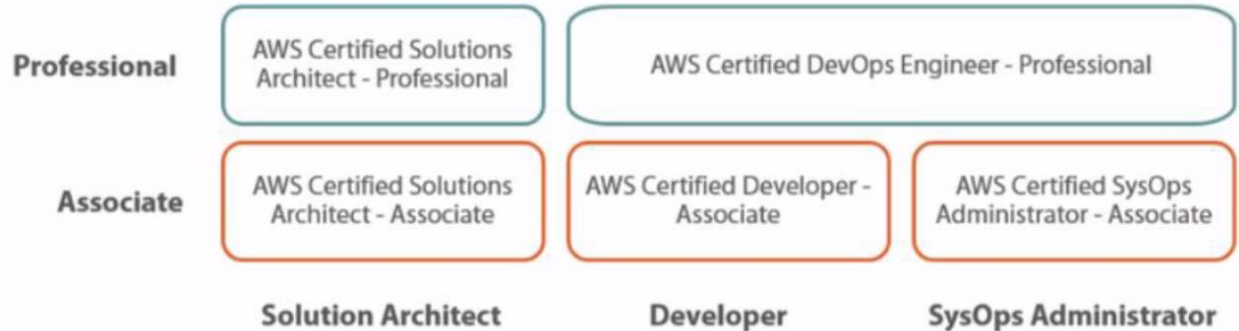 Professional
AWS Certified Solutions
Architect - Professional
AWS Certified DevOps Engineer - Professional
Associate
AWS Certified Solutions
Architect - Associate
AWS Certified Developer -
Associate
AWS Certified SysOps
Administrator - Associate
Solution Architect
Developer
SysOps Administrator